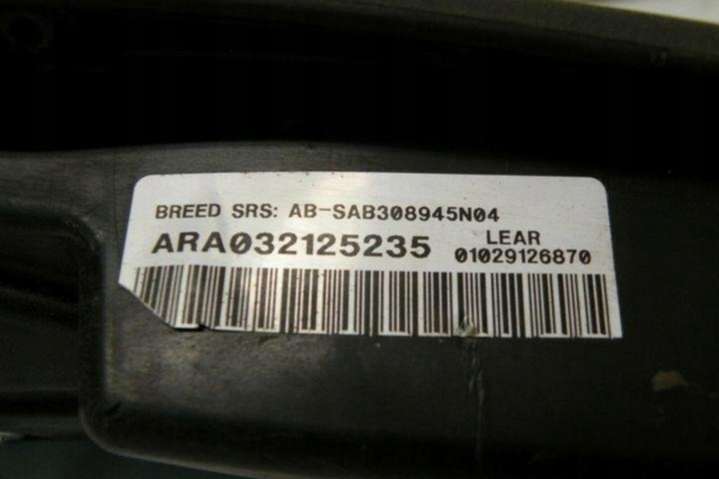 BREED SRS: AB-SAB308945N04
ARA032125235 LEAR
01029126870